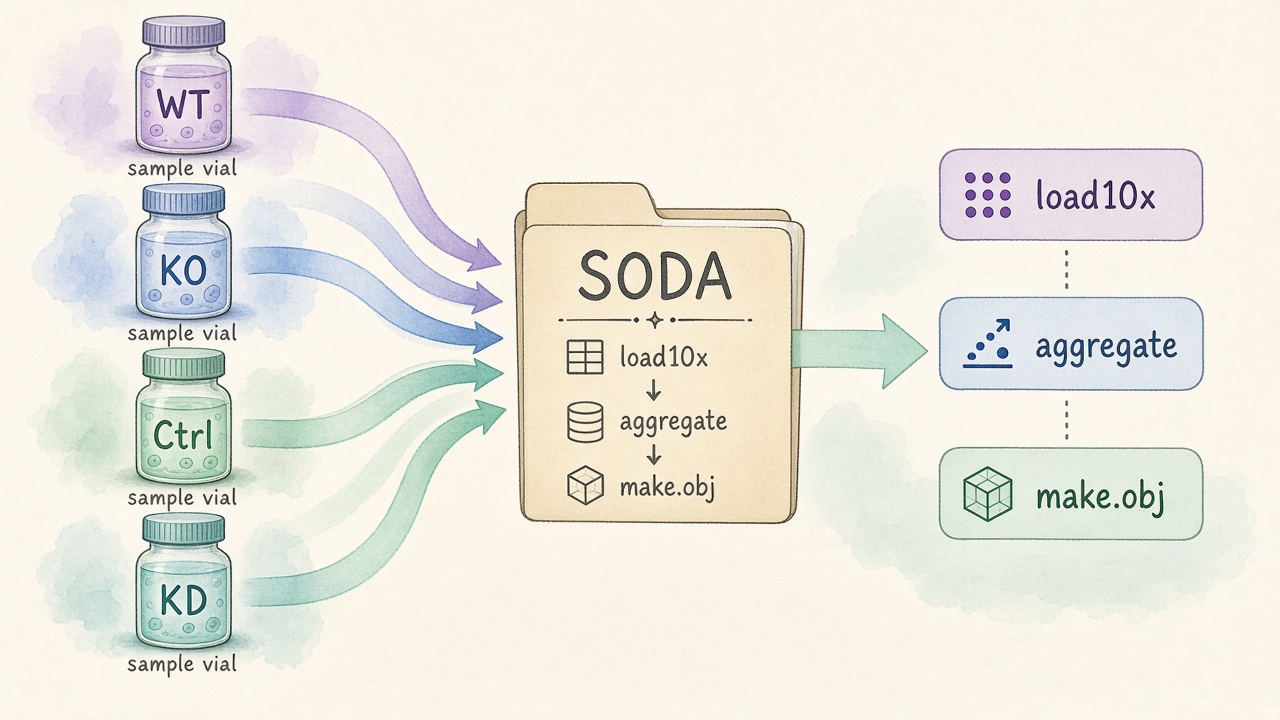 WT
sample vial
KO
sample vial
Ctrl
sample vial
KD
sample vial
SODA
load10x
aggregate
make.obj
load10x
aggregate
make.obj